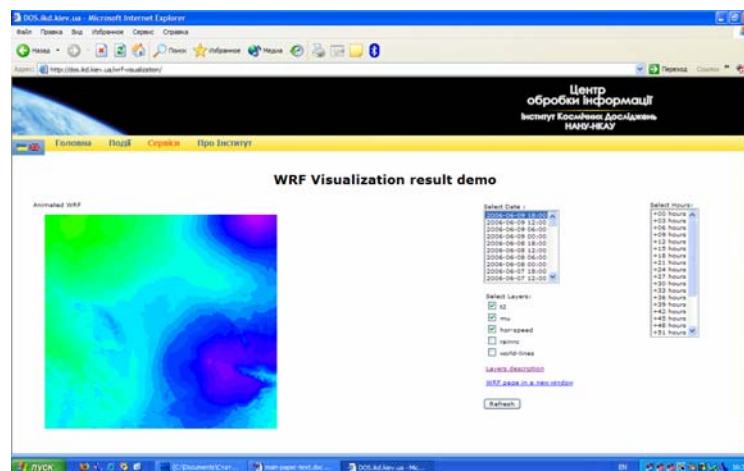 DOS.ikd.kiev.ua - Microsoft Internet Explorer
Файл Правка Вид Избранное Сервис Справка
Назад Поиск Избранное Медиа
Адрес: http://dos.ikd.kiev.ua/wrf-visualization/ Переход Ссылки
Центр
обробки інформації
Інститут Космічних Досліджень
НАНУ-НКАУ
Головна Події Сервіси Про Інститут
WRF Visualization result demo
Animated WRF
Select Date :
2006-06-09 18:00
2006-06-09 12:00
2006-06-09 06:00
2006-06-09 00:00
2006-06-08 18:00
2006-06-08 12:00
2006-06-08 06:00
2006-06-08 00:00
2006-06-07 18:00
2006-06-07 12:00
Select Hours:
+00 hours
+03 hours
+06 hours
+09 hours
+12 hours
+15 hours
+18 hours
+21 hours
+24 hours
+27 hours
+30 hours
+33 hours
+36 hours
+39 hours
+42 hours
+45 hours
+48 hours
+51 hours
Select Layers:
t2
mu
hor-speed
rainnc
world-lines
Layers description
WRF page in a new window
Refresh
пуск
main-paper-text.doc ...
DOS.ikd.kiev.ua - Mic...
EN